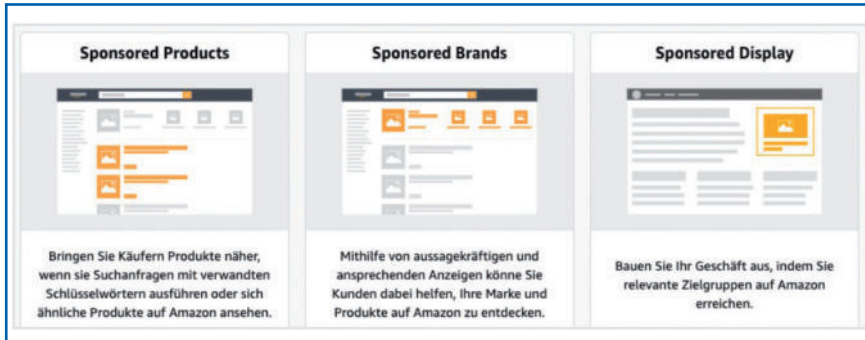 Sponsored Products
Bringen Sie Käufern Produkte näher,
wenn sie Suchanfragen mit verwandten
Schlüsselwörtern ausführen oder sich
ähnliche Produkte auf Amazon ansehen.
Sponsored Brands
Mithilfe von aussagekräftigen und
ansprechenden Anzeigen könne Sie
Kunden dabei helfen, Ihre Marke und
Produkte auf Amazon zu entdecken.
Sponsored Display
Bauen Sie Ihr Geschäft aus, indem Sie
relevante Zielgruppen auf Amazon
erreichen.